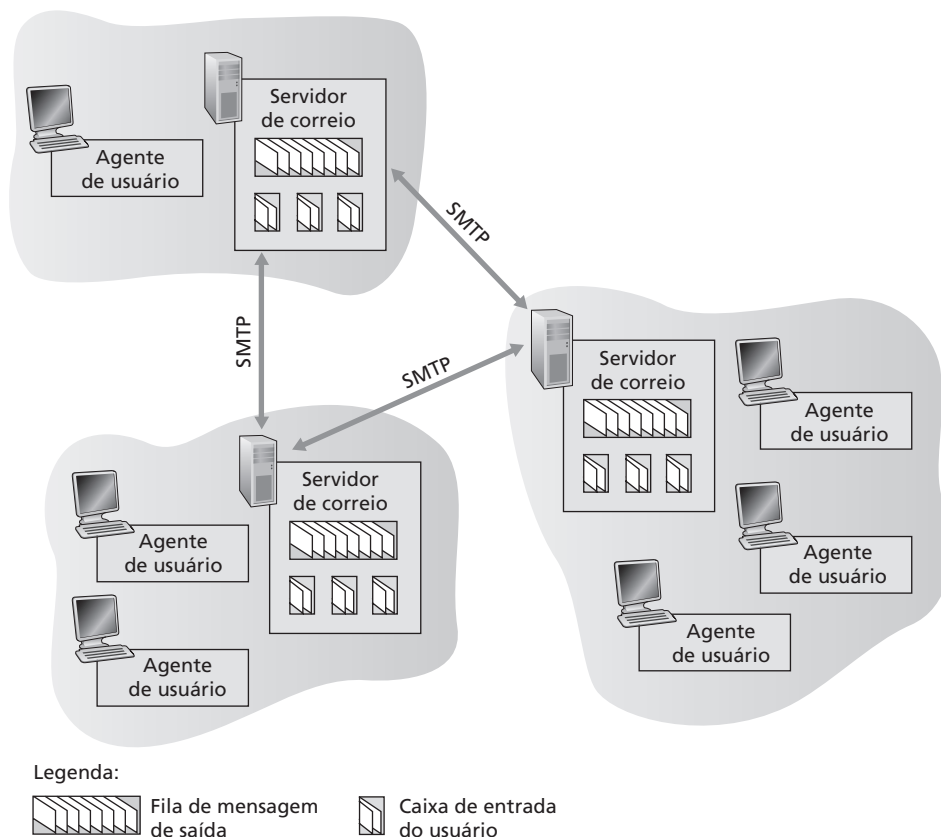 Servidor
de correio
Agente
de usuário
SMTP
SMTP
SMTP
Servidor
de correio
Agente
de usuário
Servidor
de correio
Agente
de usuário
Agente
de usuário
Agente
de usuário
Agente
de usuário
Legenda:
Fila de mensagem
de saída
Caixa de entrada
do usuário